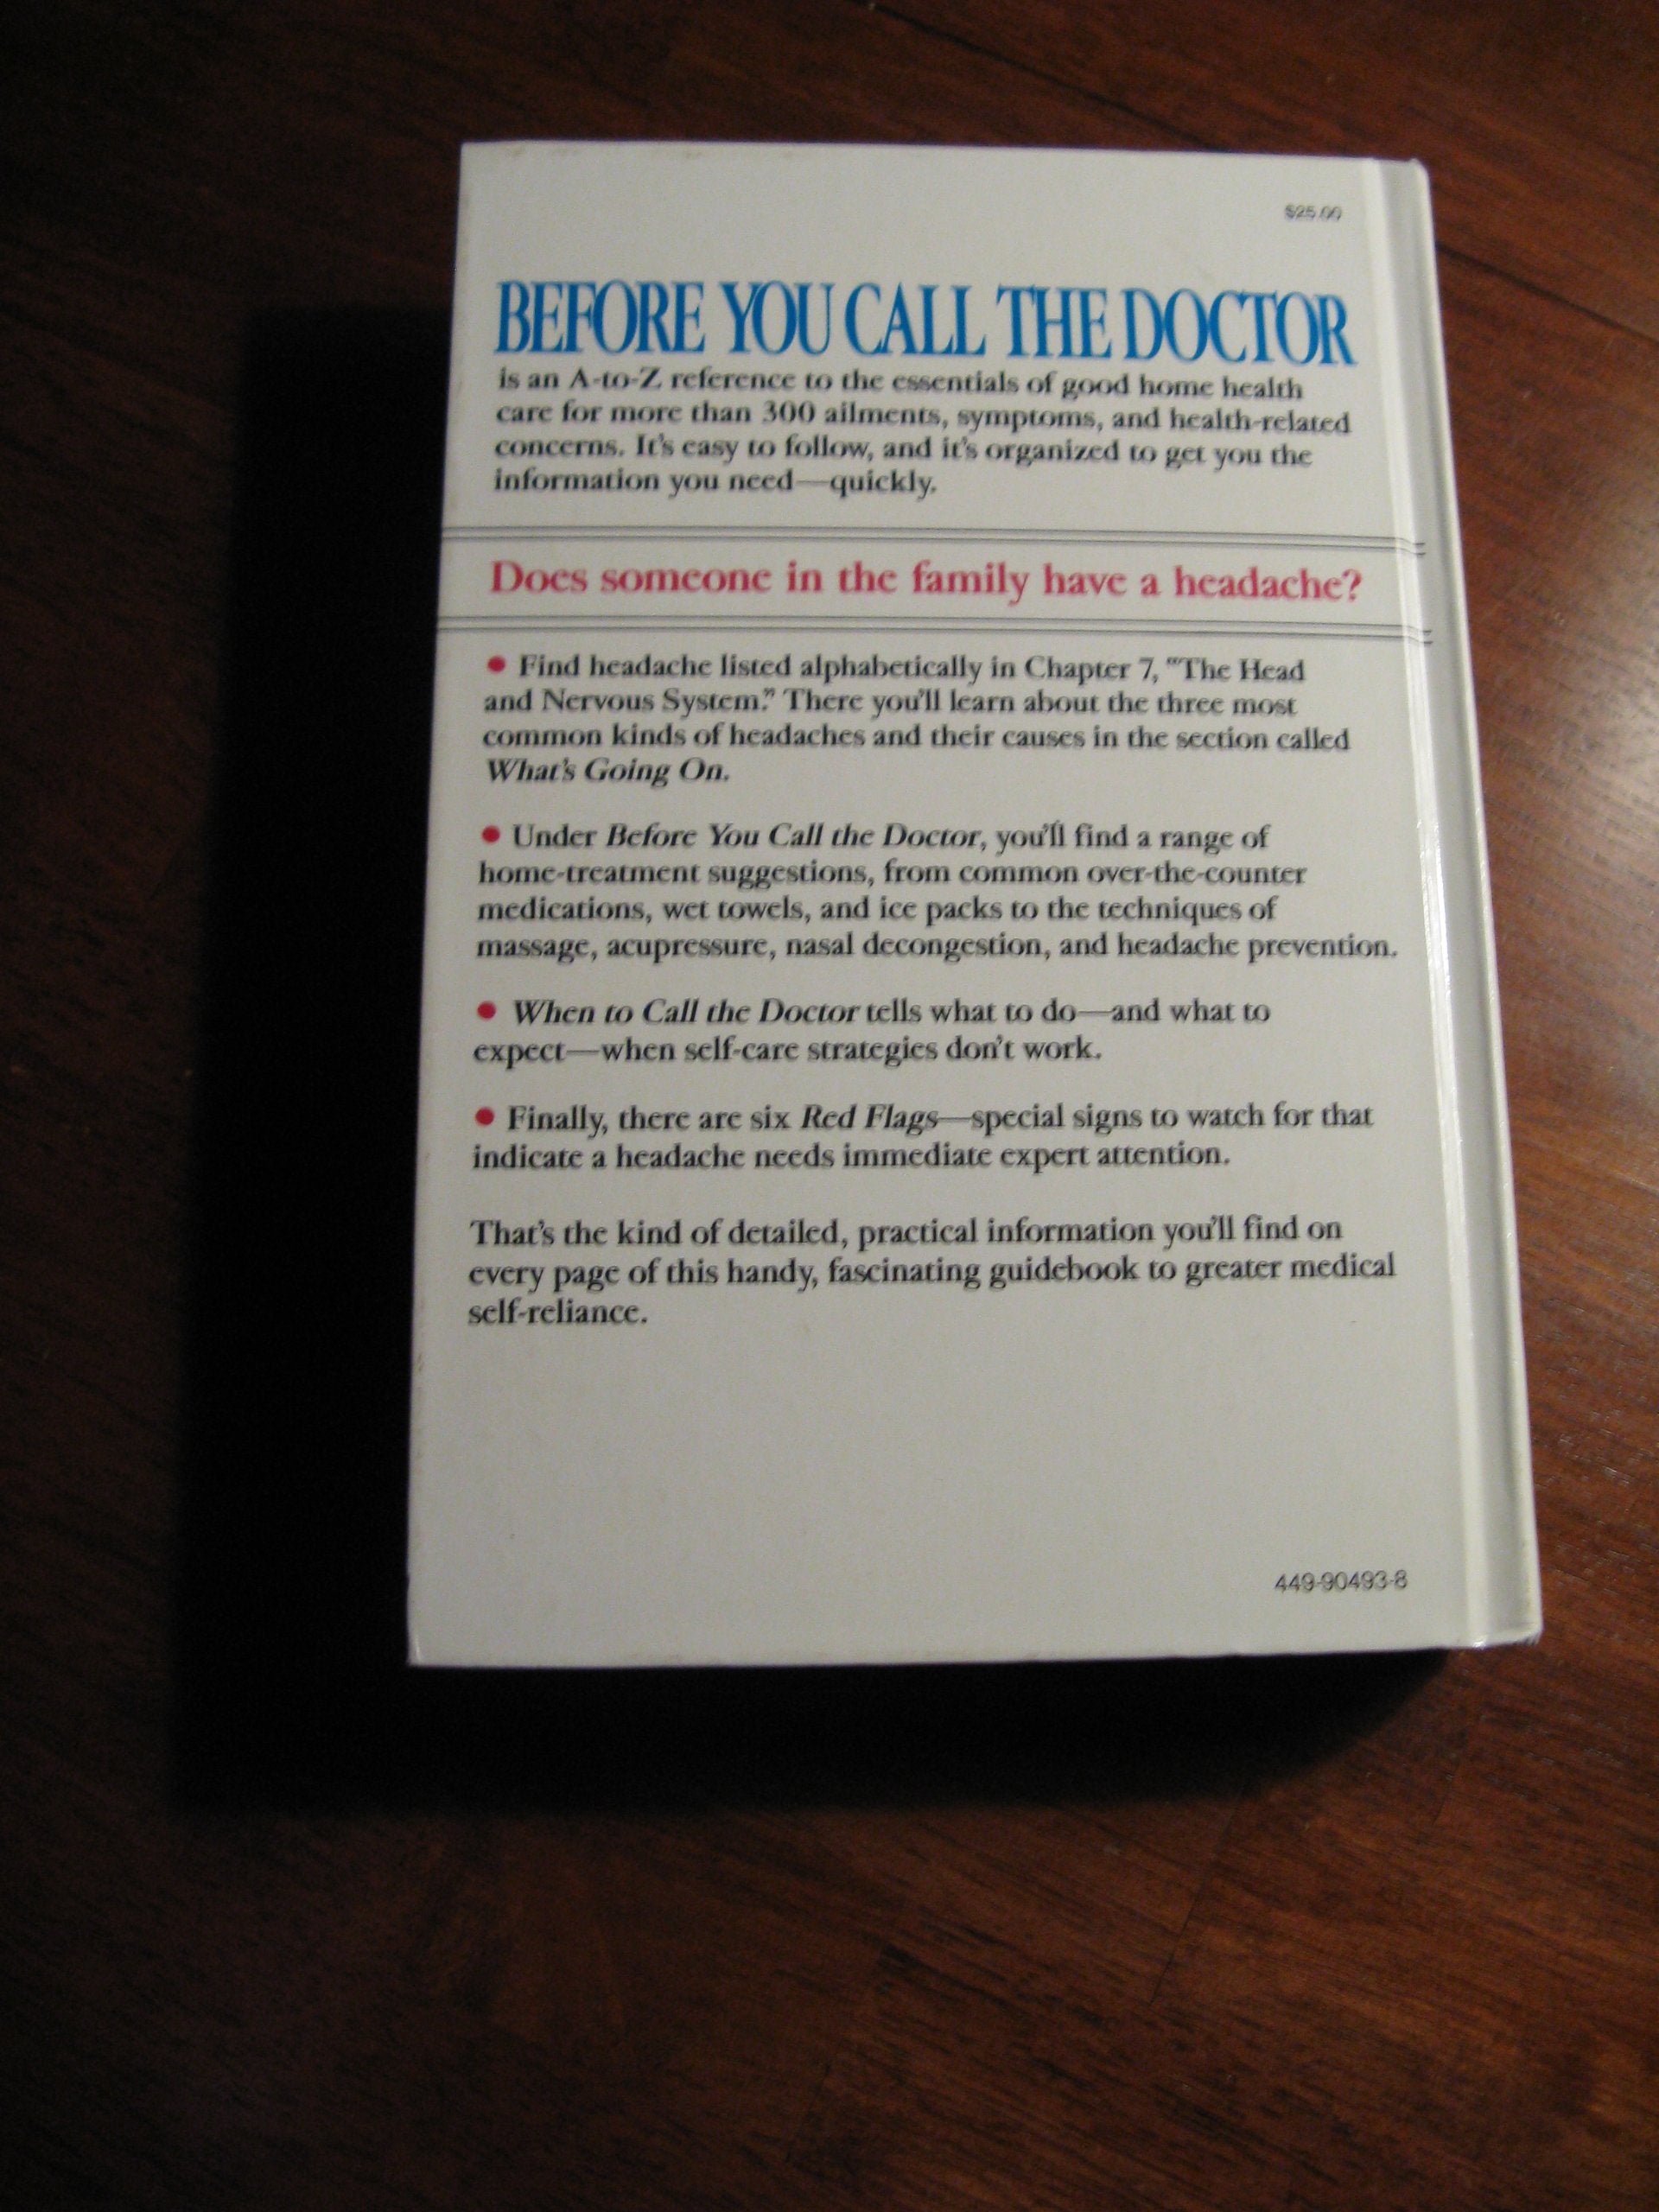 $25.00
BEFORE YOU CALL THE DOCTOR
is an A-to-Z reference to the essentials of good home health
care for more than 300 ailments, symptoms, and health-related
concerns. It's easy to follow, and it's organized to get you the
information you need—quickly.
Does someone in the family have a headache?
• Find headache listed alphabetically in Chapter 7, "The Head
and Nervous System." There you'll learn about the three most
common kinds of headaches and their causes in the section called
What's Going On.
• Under Before You Call the Doctor, you'll find a range of
home-treatment suggestions, from common over-the-counter
medications, wet towels, and ice packs to the techniques of
massage, acupressure, nasal decongestion, and headache prevention.
• When to Call the Doctor tells what to do—and what to
expect—when self-care strategies don't work.
• Finally, there are six Red Flags—special signs to watch for that
indicate a headache needs immediate expert attention.
That's the kind of detailed, practical information you'll find on
every page of this handy, fascinating guidebook to greater medical
self-reliance.
449-90493-8